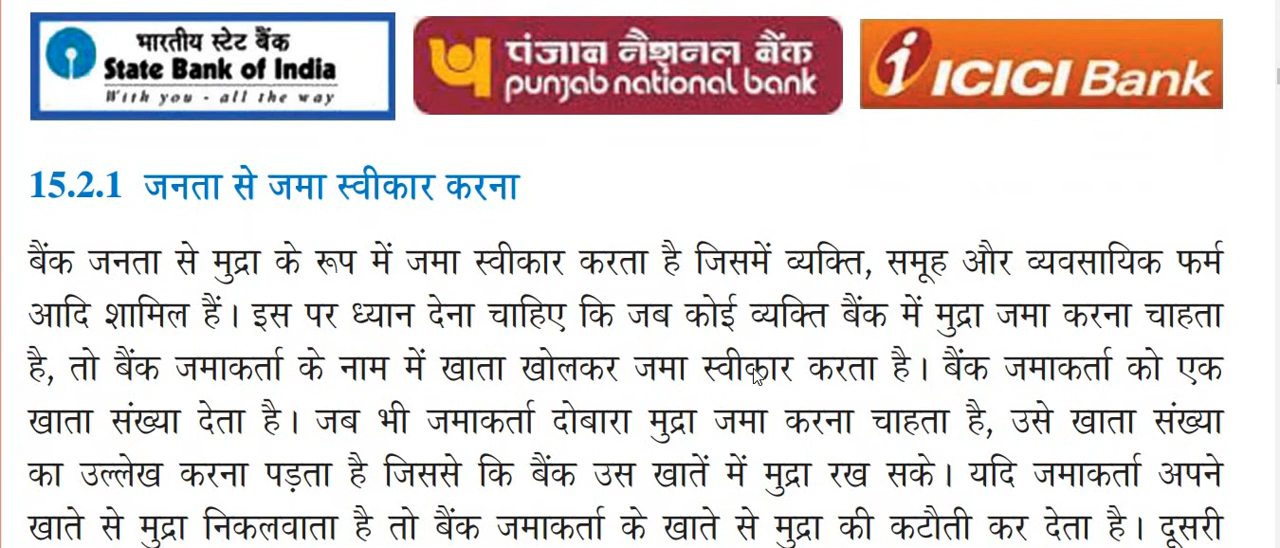 भारतीय स्टेट बैंक
State Bank of India
With you - all the way
पंजाब नैशनल बैंक
punjab national bank
ICICI Bank
15.2.1 जनता से जमा स्वीकार करना
बैंक जनता से मुद्रा के रूप में जमा स्वीकार करता है जिसमें व्यक्ति, समूह और व्यवसायिक फर्म
आदि शामिल हैं। इस पर ध्यान देना चाहिए कि जब कोई व्यक्ति बैंक में मुद्रा जमा करना चाहता
है, तो बैंक जमाकर्ता के नाम में खाता खोलकर जमा स्वीकार करता है। बैंक जमाकर्ता को एक
खाता संख्या देता है। जब भी जमाकर्ता दोबारा मुद्रा जमा करना चाहता है, उसे खाता संख्या
का उल्लेख करना पड़ता है जिससे कि बैंक उस खातें में मुद्रा रख सके। यदि जमाकर्ता अपने
खाते से मुद्रा निकलवाता है तो बैंक जमाकर्ता के खाते से मुद्रा की कटौती कर देता है। दूसरी